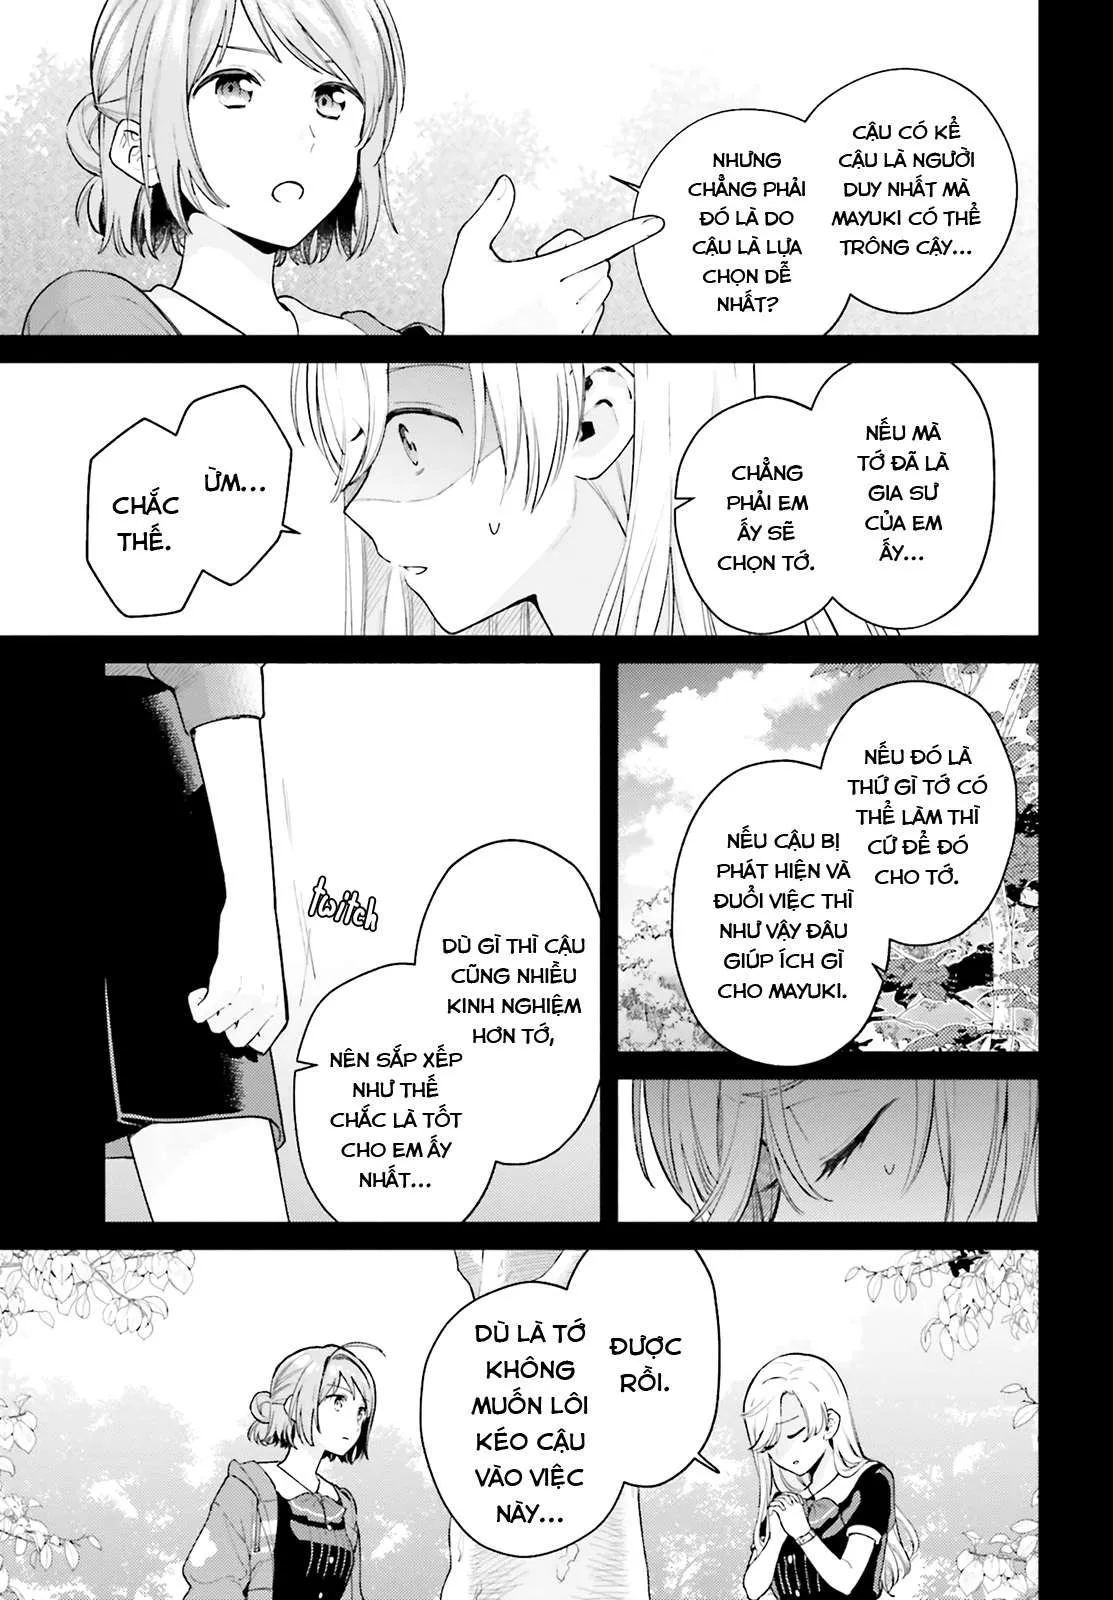 CẬU CÓ KỂ
CẬU LÀ NGƯỜI
DUY NHẤT MÀ
MAYUKI CÓ THỂ
TRÔNG CẬY...
NHƯNG
CHẲNG PHẢI
ĐÓ LÀ DO
CẬU LÀ LỰA
CHỌN DỄ
NHẤT?
NẾU MÀ
TỚ ĐÃ LÀ
GIA SƯ
CỦA EM
ẤY...
CHẲNG
PHẢI EM
ẤY SẼ
CHỌN TỚ.
ỪM...
CHẮC
THẾ.
NẾU ĐÓ LÀ
THỨ GÌ TỚ CÓ
THỂ LÀM THÌ
CỨ ĐỂ ĐÓ
CHO TỚ.
NẾU CẬU BỊ
PHÁT HIỆN VÀ
ĐUỔI VIỆC THÌ
NHƯ VẬY ĐÂU
GIÚP ÍCH GÌ
CHO MAYUKI.
twitch
DÙ GÌ THÌ CẬU
CŨNG NHIỀU
KINH NGHIỆM
HƠN TỚ,
NÊN SẮP XẾP
NHƯ THẾ
CHẮC LÀ TỐT
CHO EM ẤY
NHẤT...
ĐƯỢC
RỒI.
DÙ LÀ TỚ
KHÔNG
MUỐN LÔI
KÉO CẬU
VÀO VIỆC
NÀY...